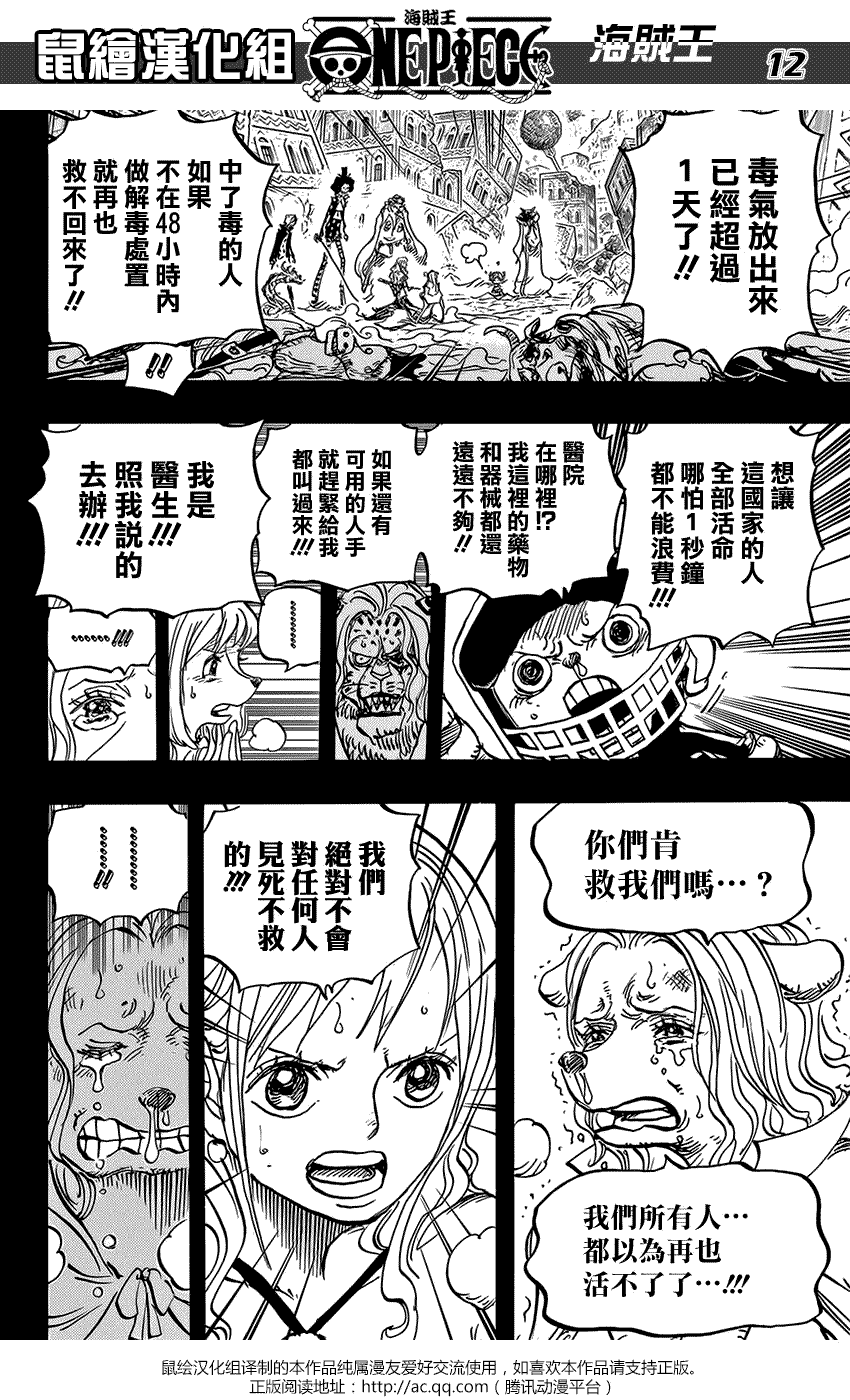 鼠繪漢化組
海賊王
ONE PIECE
海賊王
12
毒氣放出來
已經超過
1天了!!
中了毒的人
如果
不在48小時內
做解毒處置
就再也
救不回來了!!
!!
想讓
這國家的人
全部活命
哪怕1秒鐘
都不能浪費!!!
醫院
在哪裡!?
我這裡的藥物
和器械都還
遠遠不夠!!
如果還有
可用的人手
就趕緊給我
都叫過來!!!
我是
醫生!!!
照我說的
去辦!!!
………
………!!!
你們肯
救我們嗎…?
我們所有人…
都以為再也
活不了了…!!!
我們
絕對不會
對任何人
見死不救
的!!!
………!!
鼠绘汉化组译制的本作品纯属漫友爱好交流使用，如喜欢本作品请支持正版。
正版阅读地址：http://ac.qq.com（腾讯动漫平台）